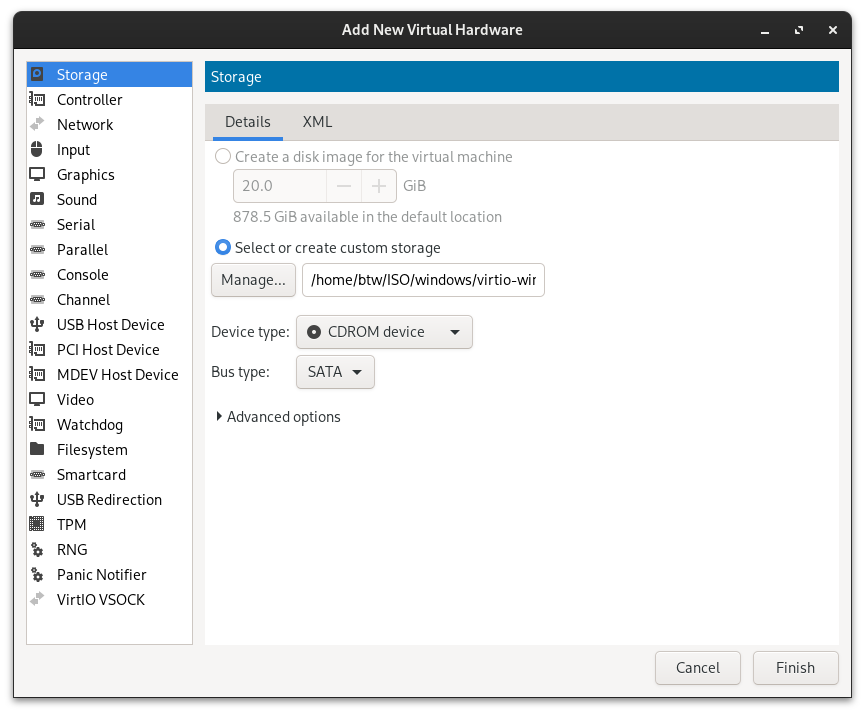 Add New Virtual Hardware
Storage
Controller
Network
Input
Graphics
Sound
Serial
Parallel
Console
Channel
USB Host Device
PCI Host Device
MDEV Host Device
Video
Watchdog
Filesystem
Smartcard
USB Redirection
TPM
RNG
Panic Notifier
VirtIO VSOCK
Storage
Details XML
Create a disk image for the virtual machine
20.0 − + GiB
878.5 GiB available in the default location
Select or create custom storage
Manage... /home/btw/ISO/windows/virtio-wi
Device type: CDROM device
Bus type: SATA
Advanced options
Cancel Finish